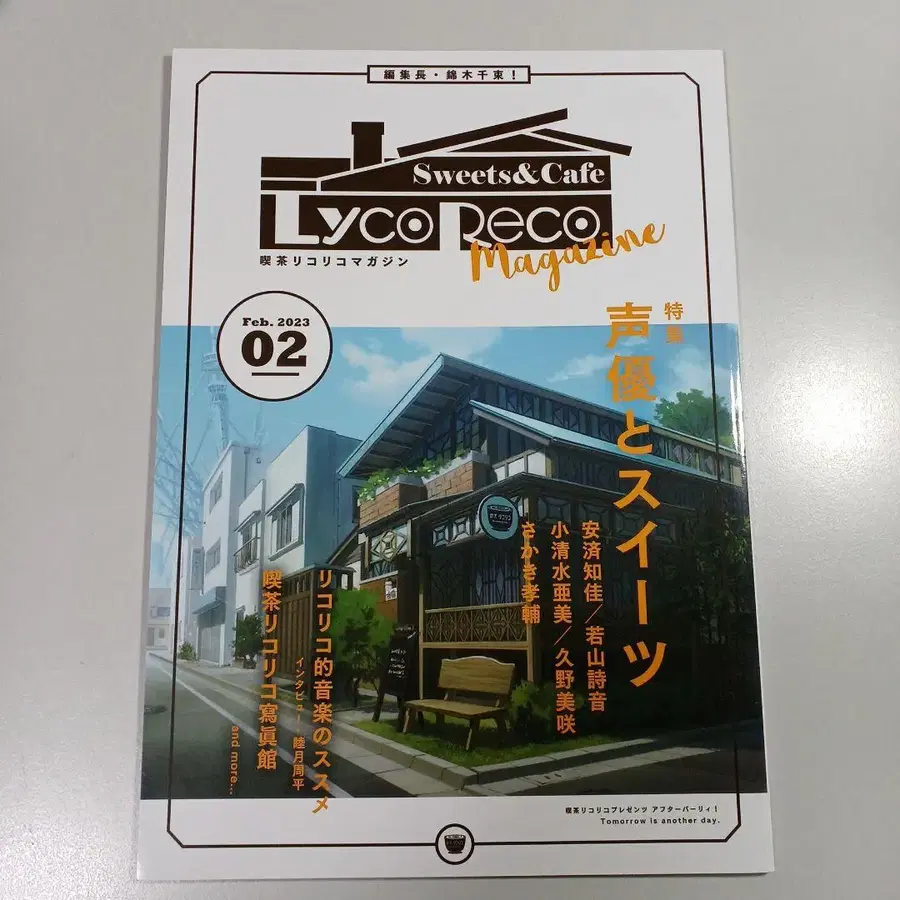 編集長・錦木千束！
Sweets&Cafe
LycoReco
Magazine
喫茶リコリコマガジン
Feb. 2023
02
特集
声優とスイーツ
安済知佳／若山詩音
小清水亜美／久野美咲
さかき孝輔
リコリコ的音楽のススメ
インタビュー 睦月周平
喫茶リコリコ寫眞館
and more...
喫茶リコリコプレゼンツ アフターパーリィ！
Tomorrow is another day.